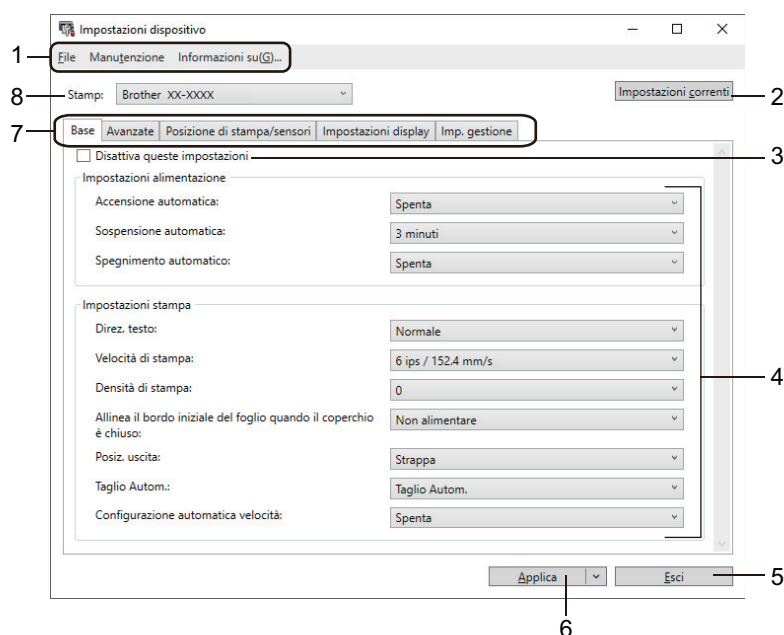 Impostazioni dispositivo
1
File Manutenzione Informazioni su(G)...
8
Stamp: Brother XX-XXXX
Impostazioni correnti
2
7
Base Avanzate Posizione di stampa/sensori Impostazioni display Imp. gestione
Disattiva queste impostazioni
3
Impostazioni alimentazione
Accensione automatica: Spenta
Sospensione automatica: 3 minuti
Spegnimento automatico: Spenta
Impostazioni stampa
Direz. testo: Normale
Velocità di stampa: 6 ips / 152.4 mm/s
4
Densità di stampa: 0
Allinea il bordo iniziale del foglio quando il coperchio
è chiuso:
Non alimentare
Posiz. uscita: Strappa
Taglio Autom.: Taglio Autom.
Configurazione automatica velocità: Spenta
Applica
Esci
5
6